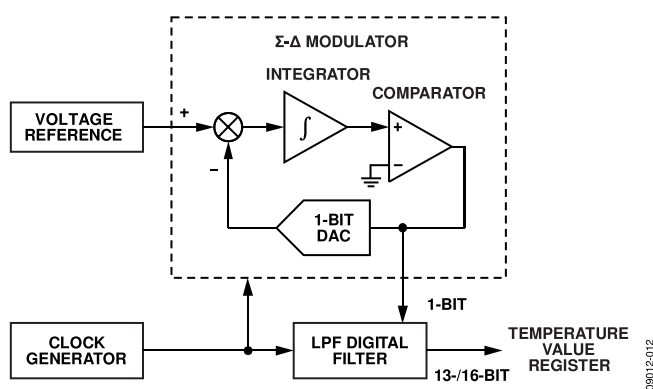 Σ-Δ MODULATOR
INTEGRATOR
COMPARATOR
VOLTAGE
REFERENCE
+
∫
+
−
−
1-BIT
DAC
1-BIT
CLOCK
GENERATOR
LPF DIGITAL
FILTER
TEMPERATURE
VALUE
REGISTER
13-/16-BIT
09012-012